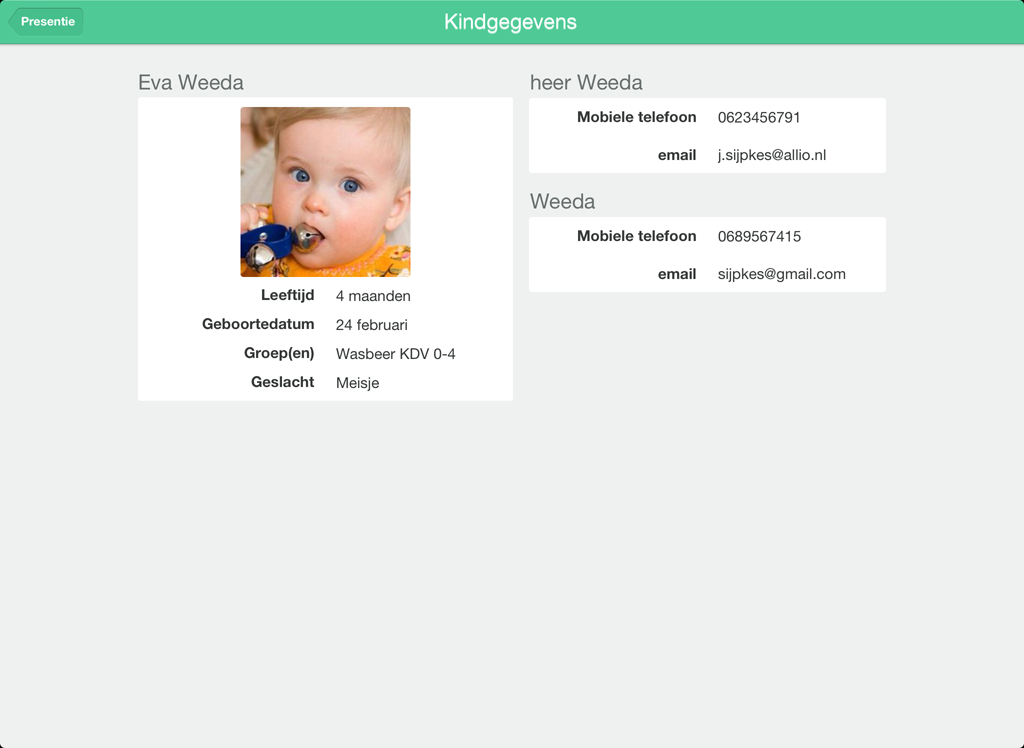 Presentie
Kindgegevens
Eva Weeda
Leeftijd 4 maanden
Geboortedatum 24 februari
Groep(en) Wasbeer KDV 0-4
Geslacht Meisje
heer Weeda
Mobiele telefoon 0623456791
email j.sijpkes@allio.nl
Weeda
Mobiele telefoon 0689567415
email sijpkes@gmail.com